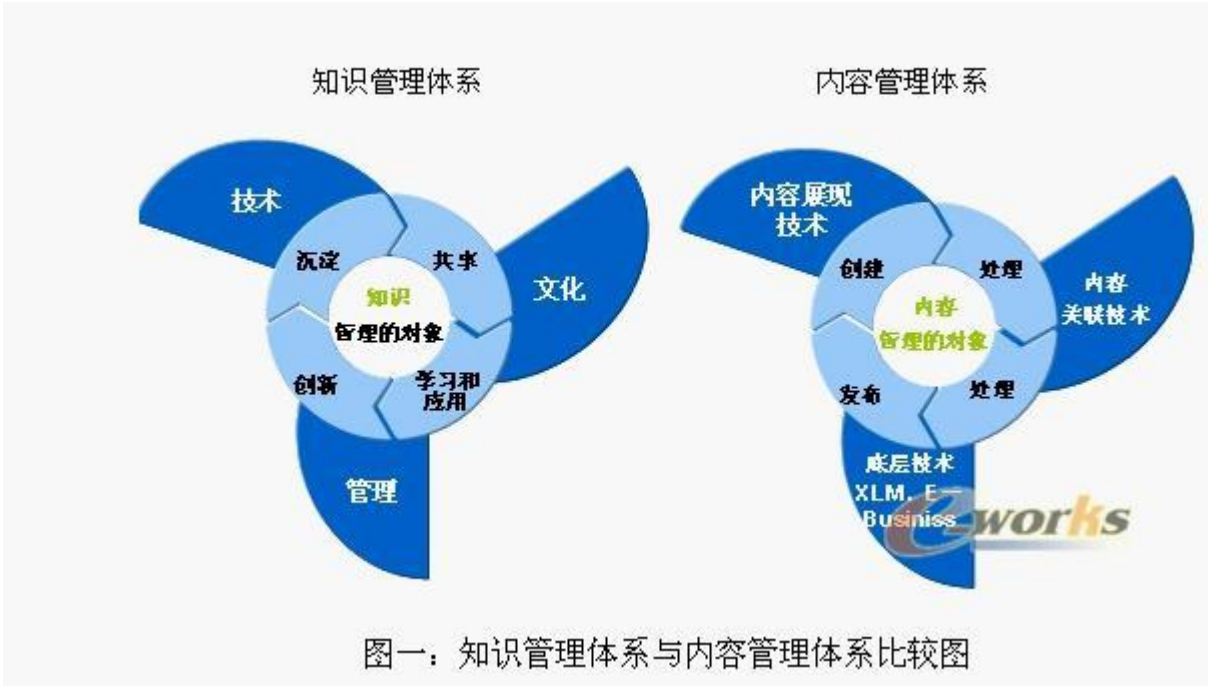 知识管理体系
内容管理体系
技术
沉淀
共享
文化
知识
管理的对象
创新
学习和
应用
管理
内容展现
技术
创建
处理
内容
关联技术
内容
管理的对象
发布
处理
底层技术
XLM，E—
Businiss
e-works
图一：知识管理体系与内容管理体系比较图